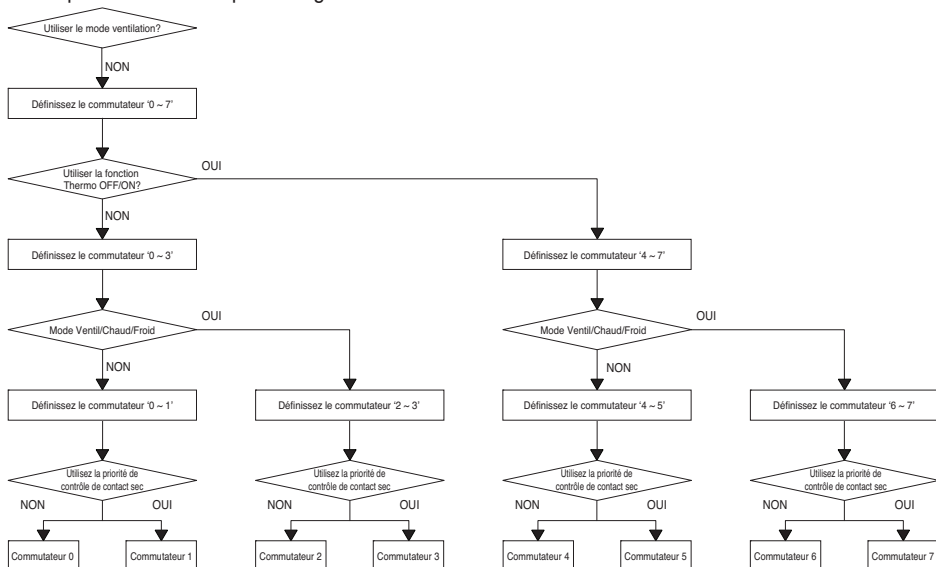 Utiliser le mode ventilation?
NON
Définissez le commutateur ‘0 ~ 7’
OUI
Utiliser la fonction
Thermo OFF/ON?
NON
Définissez le commutateur ‘0 ~ 3’
Définissez le commutateur ‘4 ~ 7’
OUI
OUI
Mode Ventil/Chaud/Froid
Mode Ventil/Chaud/Froid
NON
NON
Définissez le commutateur ‘0 ~ 1’
Définissez le commutateur ‘2 ~ 3’
Définissez le commutateur ‘4 ~ 5’
Définissez le commutateur ‘6 ~ 7’
Utilisez la priorité de
contrôle de contact sec
Utilisez la priorité de
contrôle de contact sec
Utilisez la priorité de
contrôle de contact sec
Utilisez la priorité de
contrôle de contact sec
NON
OUI
NON
OUI
NON
OUI
NON
OUI
Commutateur 0
Commutateur 1
Commutateur 2
Commutateur 3
Commutateur 4
Commutateur 5
Commutateur 6
Commutateur 7